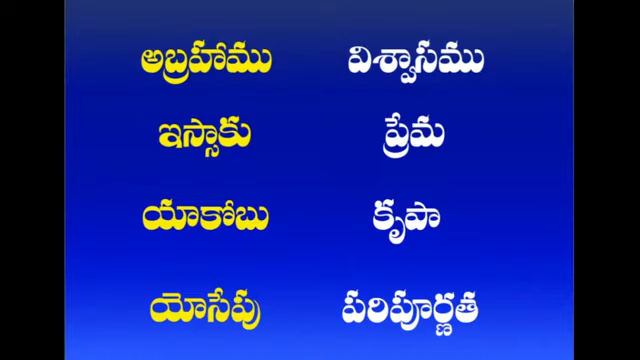 అబ్రహాము విశ్వాసము
ఇస్సాకు ప్రేమ
యాకోబు కృపా
యోసేపు పరిపూర్ణత